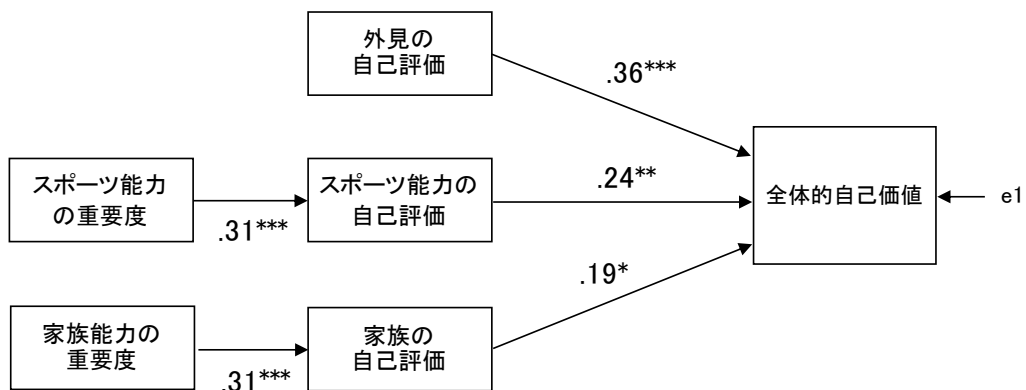 外見の
自己評価
.36***
スポーツ能力
の重要度
.31***
スポーツ能力の
自己評価
.24**
全体的自己価値
e1
家族能力の
重要度
.31***
家族の
自己評価
.19*